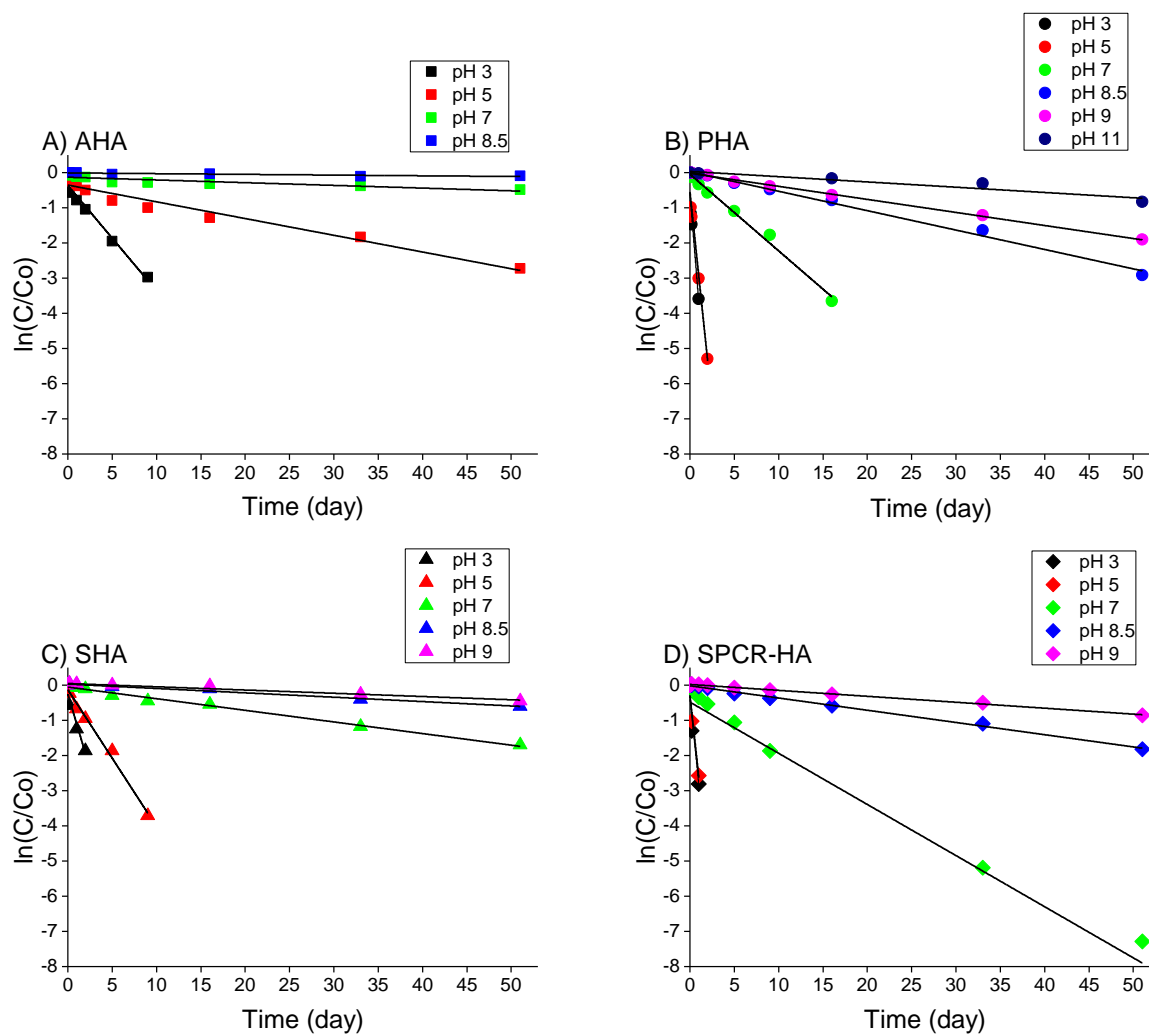 A) AHA
pH 3
pH 5
pH 7
pH 8.5
0
-1
-2
-3
-4
-5
-6
-7
-8
ln(C/Co)
0 5 10 15 20 25 30 35 40 45 50
Time (day)
B) PHA
pH 3
pH 5
pH 7
pH 8.5
pH 9
pH 11
0
-1
-2
-3
-4
-5
-6
-7
-8
ln(C/Co)
0 5 10 15 20 25 30 35 40 45 50
Time (day)
C) SHA
pH 3
pH 5
pH 7
pH 8.5
pH 9
0
-1
-2
-3
-4
-5
-6
-7
-8
ln(C/Co)
0 5 10 15 20 25 30 35 40 45 50
Time (day)
D) SPCR-HA
pH 3
pH 5
pH 7
pH 8.5
pH 9
0
-1
-2
-3
-4
-5
-6
-7
-8
ln(C/Co)
0 5 10 15 20 25 30 35 40 45 50
Time (day)